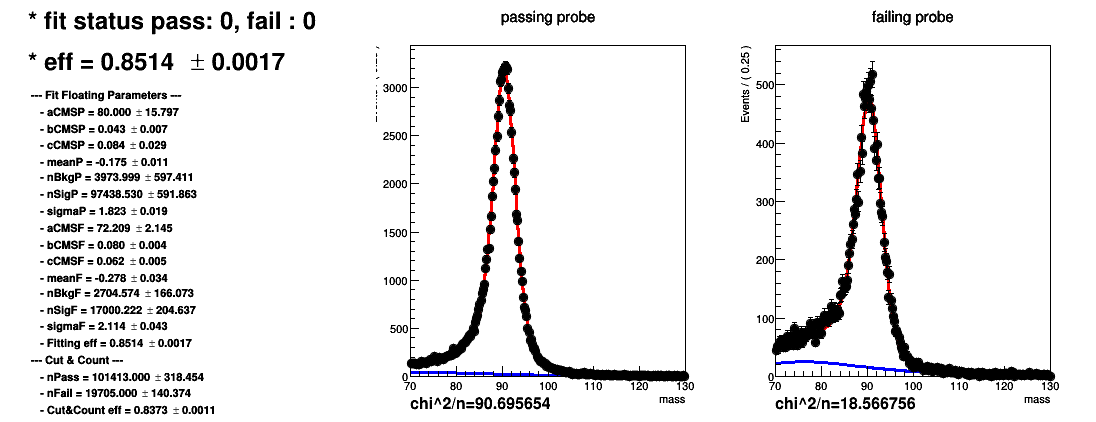 * fit status pass: 0, fail : 0
* eff = 0.8514 ± 0.0017
--- Fit Floating Parameters ---
- aCMSP = 80.000 ± 15.797
- bCMSP = 0.043 ± 0.007
- cCMSP = 0.084 ± 0.029
- meanP = -0.175 ± 0.011
- nBkgP = 3973.999 ± 597.411
- nSigP = 97438.530 ± 591.863
- sigmaP = 1.823 ± 0.019
- aCMSF = 72.209 ± 2.145
- bCMSF = 0.080 ± 0.004
- cCMSF = 0.062 ± 0.005
- meanF = -0.278 ± 0.034
- nBkgF = 2704.574 ± 166.073
- nSigF = 17000.222 ± 204.637
- sigmaF = 2.114 ± 0.043
- Fitting eff = 0.8514 ± 0.0017
--- Cut & Count ---
- nPass = 101413.000 ± 318.454
- nFail = 19705.000 ± 140.374
- Cut&Count eff = 0.8373 ± 0.0011
passing probe
3000
2500
2000
1500
1000
500
0
70 80 90 100 110 120 130
mass
chi^2/n=90.695654
failing probe
Events / ( 0.25 )
500
400
300
200
100
0
70 80 90 100 110 120 130
mass
chi^2/n=18.566756